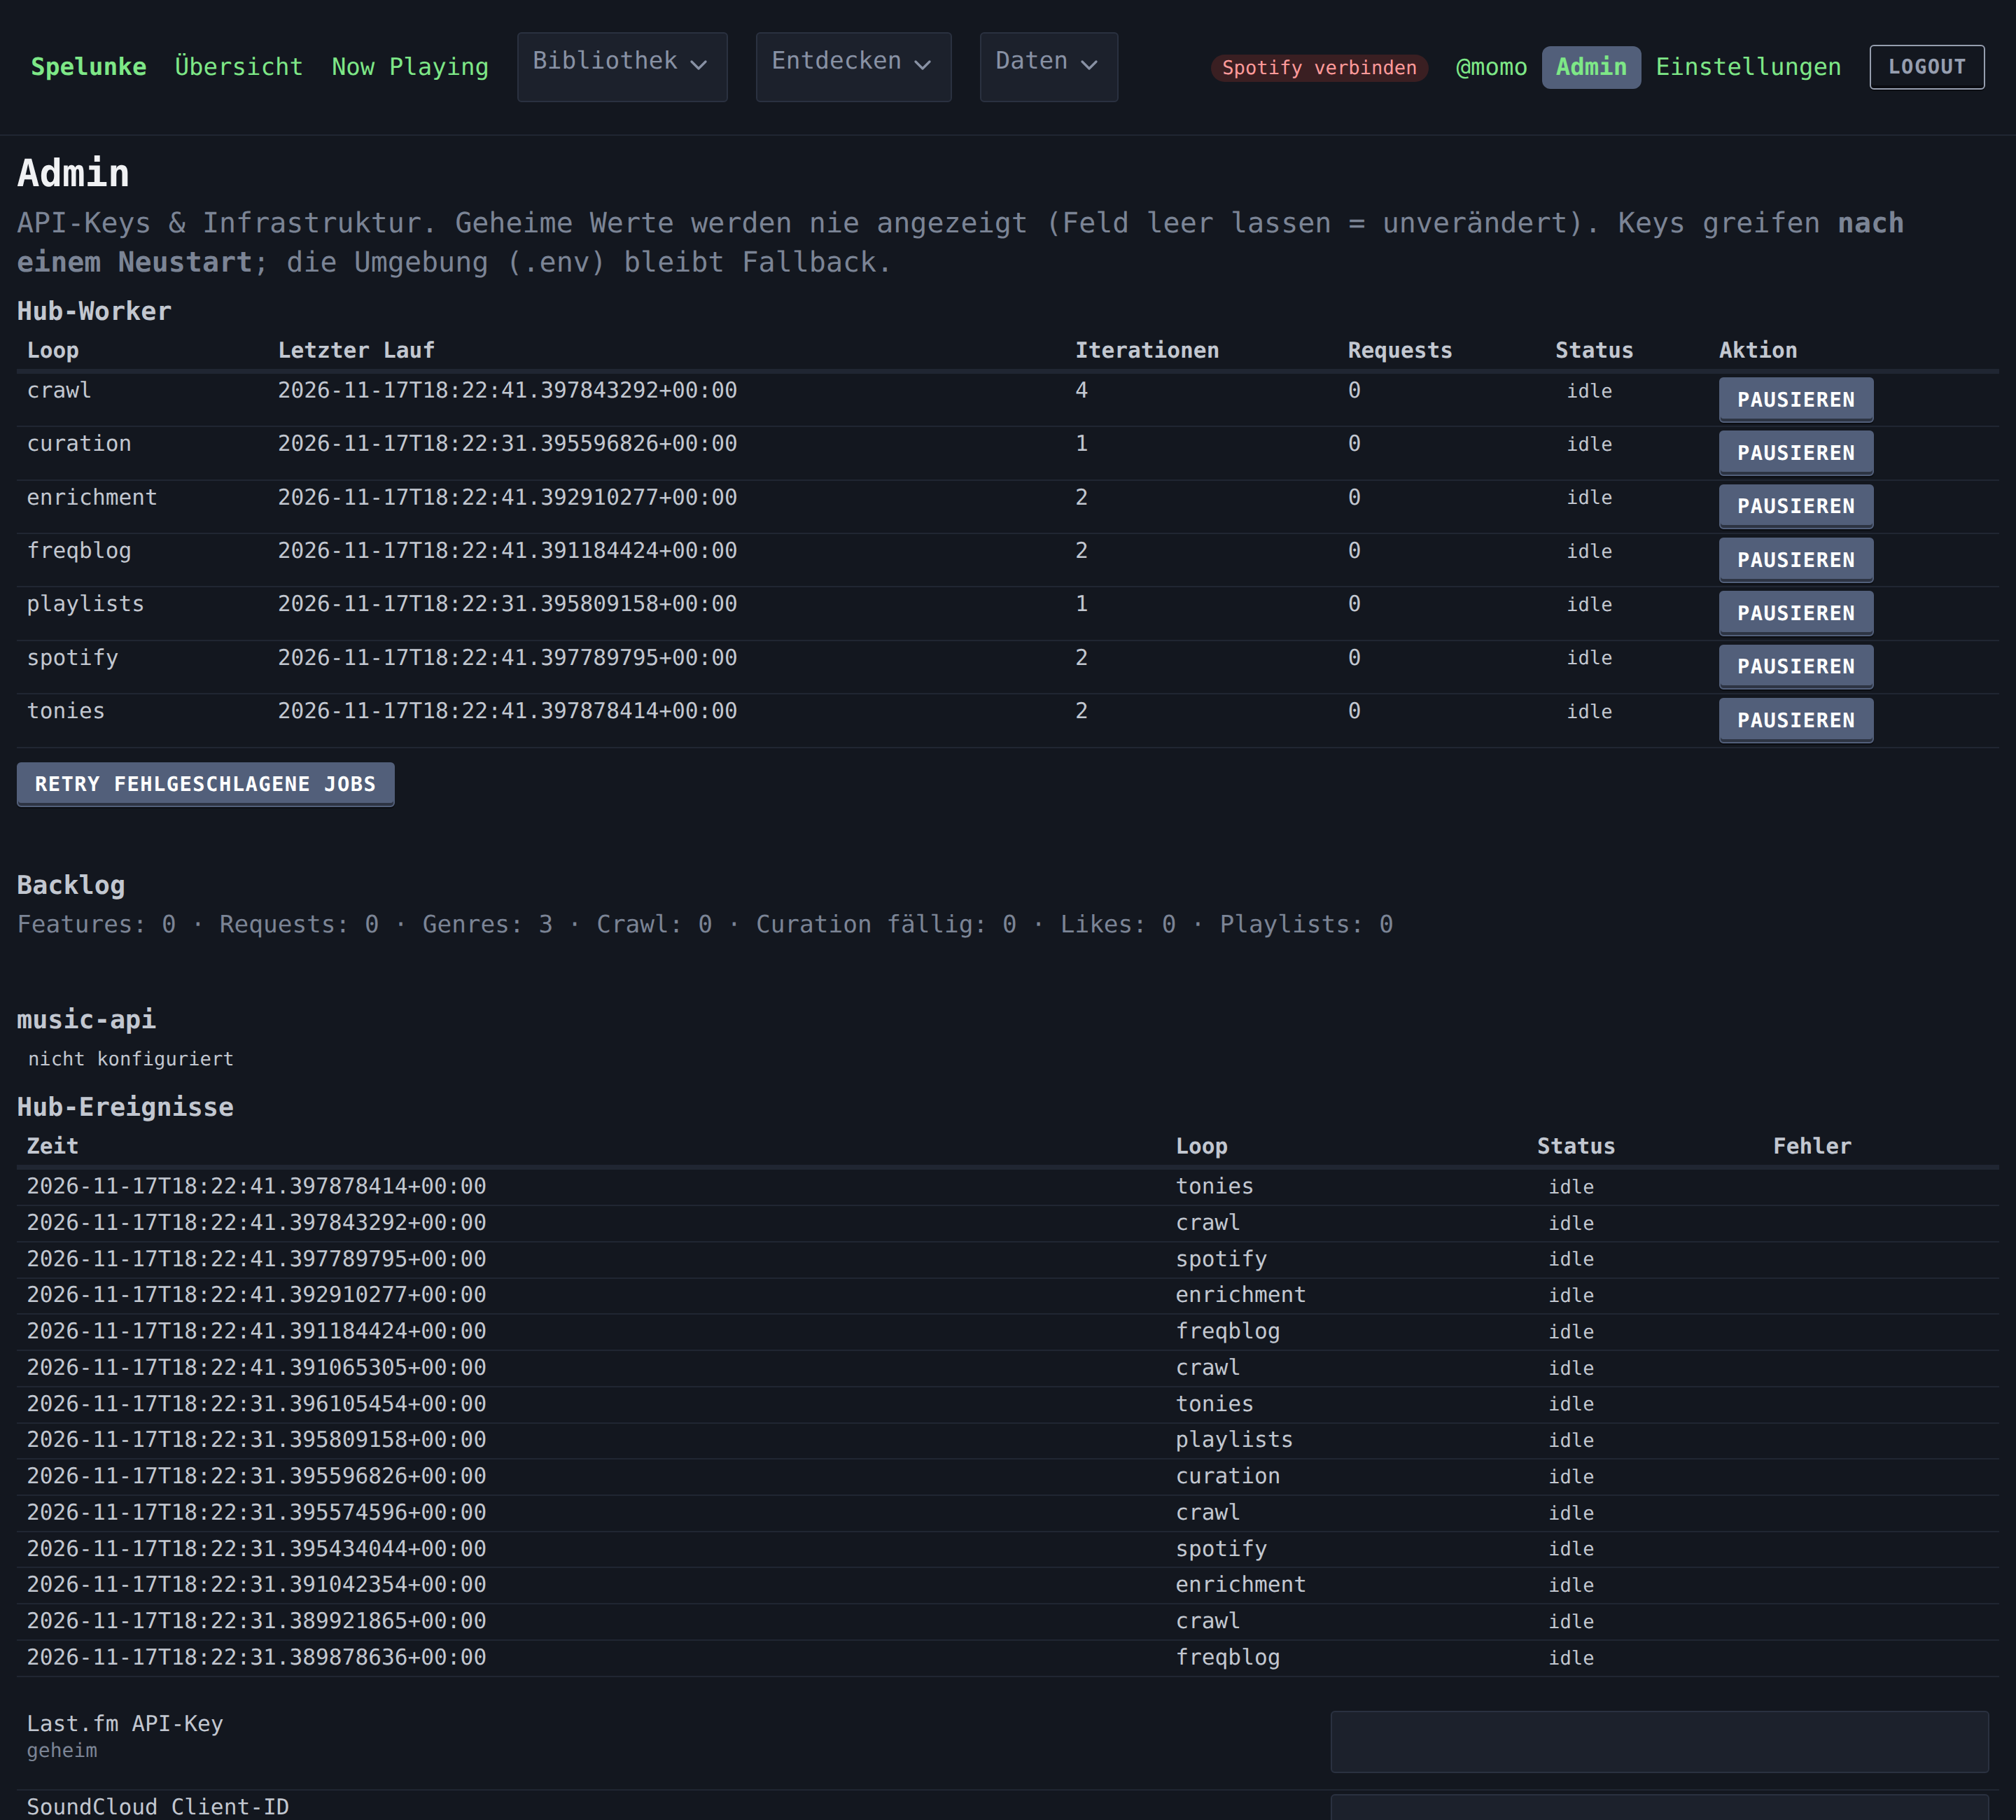 Spelunke Übersicht Now Playing Bibliothek Entdecken Daten Spotify verbinden @momo Admin Einstellungen LOGOUT
Admin
API-Keys & Infrastruktur. Geheime Werte werden nie angezeigt (Feld leer lassen = unverändert). Keys greifen nach
einem Neustart; die Umgebung (.env) bleibt Fallback.
Hub-Worker
Loop Letzter Lauf Iterationen Requests Status Aktion
crawl 2026-11-17T18:22:41.397843292+00:00 4 0 idle PAUSIEREN
curation 2026-11-17T18:22:31.395596826+00:00 1 0 idle PAUSIEREN
enrichment 2026-11-17T18:22:41.392910277+00:00 2 0 idle PAUSIEREN
freqblog 2026-11-17T18:22:41.391184424+00:00 2 0 idle PAUSIEREN
playlists 2026-11-17T18:22:31.395809158+00:00 1 0 idle PAUSIEREN
spotify 2026-11-17T18:22:41.397789795+00:00 2 0 idle PAUSIEREN
tonies 2026-11-17T18:22:41.397878414+00:00 2 0 idle PAUSIEREN
RETRY FEHLGESCHLAGENE JOBS
Backlog
Features: 0 · Requests: 0 · Genres: 3 · Crawl: 0 · Curation fällig: 0 · Likes: 0 · Playlists: 0
music-api
nicht konfiguriert
Hub-Ereignisse
Zeit Loop Status Fehler
2026-11-17T18:22:41.397878414+00:00 tonies idle
2026-11-17T18:22:41.397843292+00:00 crawl idle
2026-11-17T18:22:41.397789795+00:00 spotify idle
2026-11-17T18:22:41.392910277+00:00 enrichment idle
2026-11-17T18:22:41.391184424+00:00 freqblog idle
2026-11-17T18:22:41.391065305+00:00 crawl idle
2026-11-17T18:22:31.396105454+00:00 tonies idle
2026-11-17T18:22:31.395809158+00:00 playlists idle
2026-11-17T18:22:31.395596826+00:00 curation idle
2026-11-17T18:22:31.395574596+00:00 crawl idle
2026-11-17T18:22:31.395434044+00:00 spotify idle
2026-11-17T18:22:31.391042354+00:00 enrichment idle
2026-11-17T18:22:31.389921865+00:00 crawl idle
2026-11-17T18:22:31.389878636+00:00 freqblog idle
Last.fm API-Key
geheim
SoundCloud Client-ID